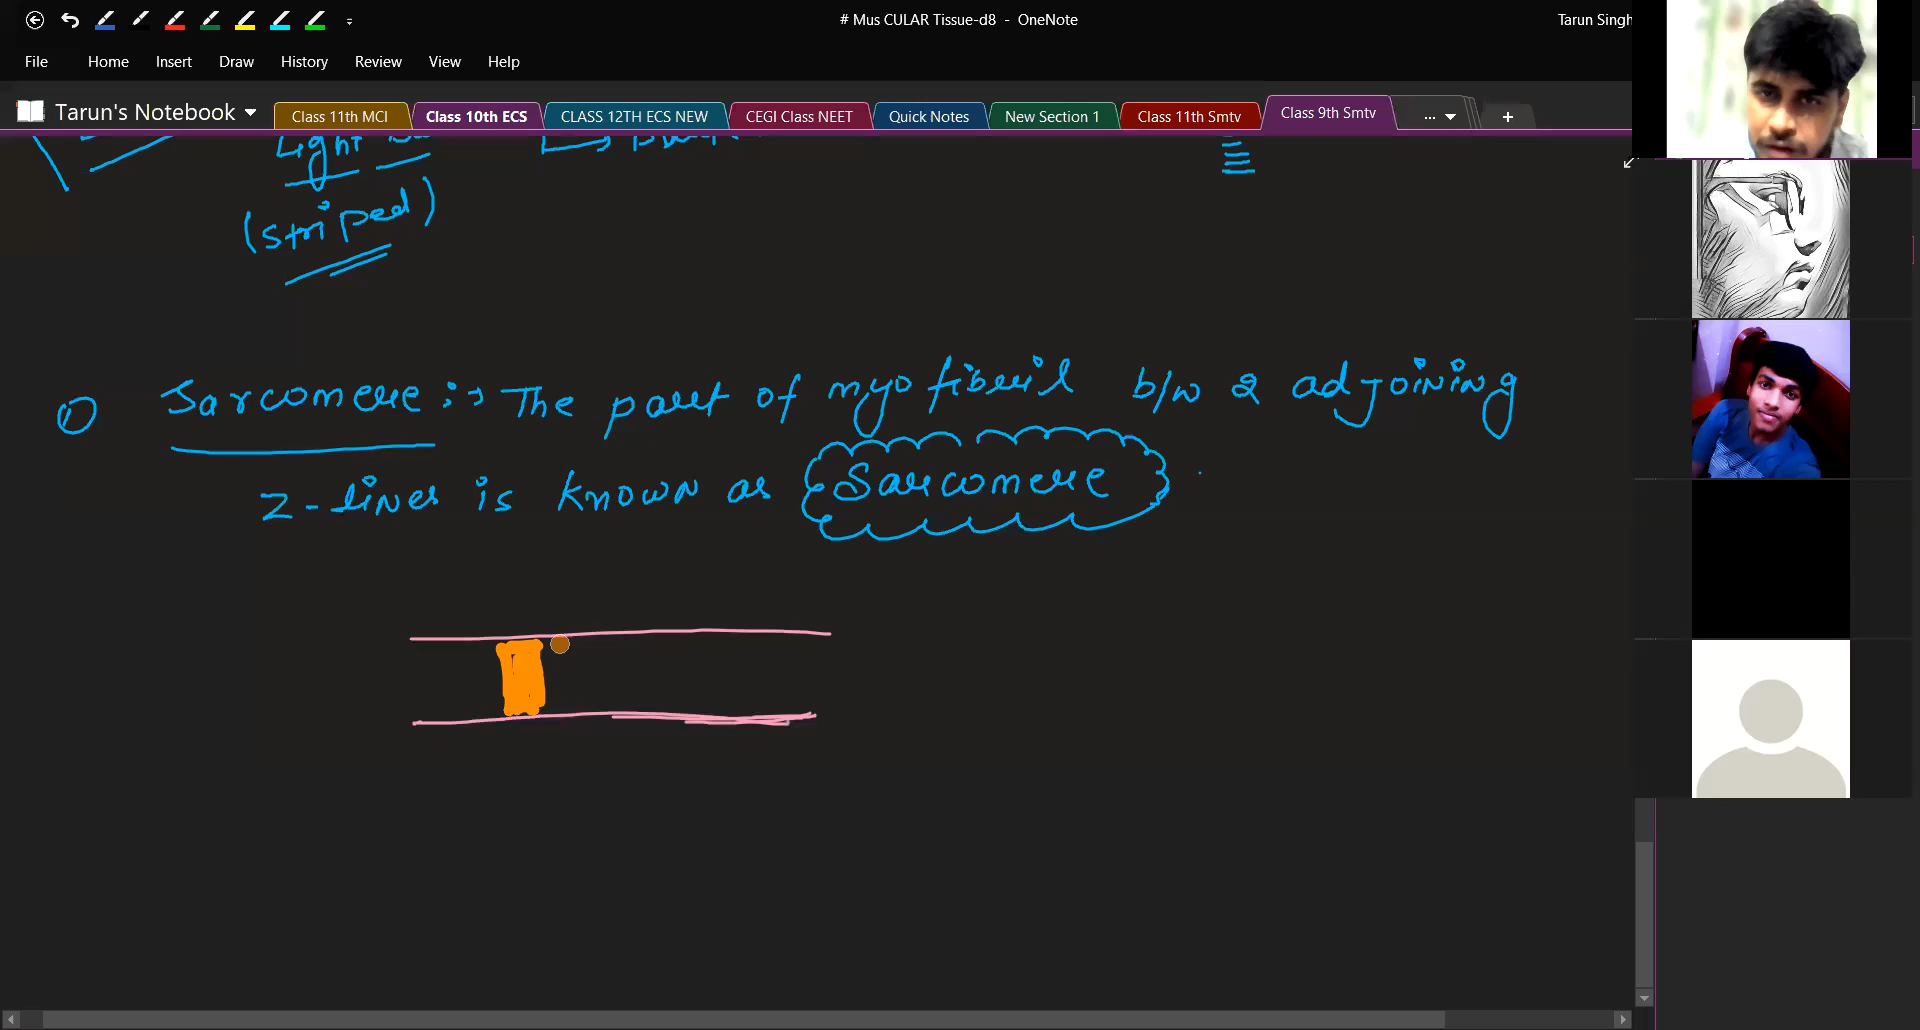 # Mus CULAR Tissue-d8 - OneNote
Tarun Singh
File Home Insert Draw History Review View Help
Tarun's Notebook
Class 11th MCI Class 10th ECS CLASS 12TH ECS NEW CEGI Class NEET Quick Notes New Section 1 Class 11th Smtv Class 9th Smtv ... +
Light
(striped)
① Sarcomere :→ The part of myofibril b/w 2 adjoining
Z-lines is known as Sarcomere